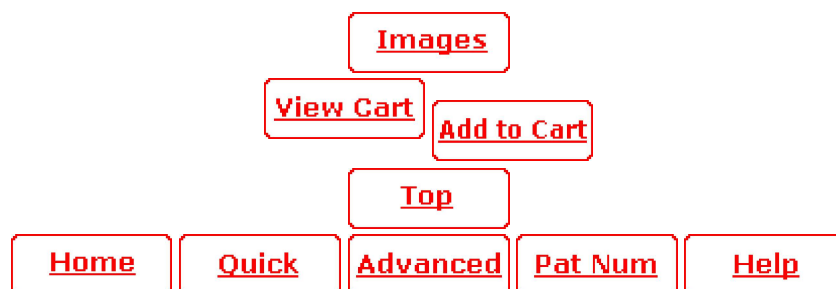 Images
View Cart
Add to Cart
Top
Home Quick Advanced Pat Num Help